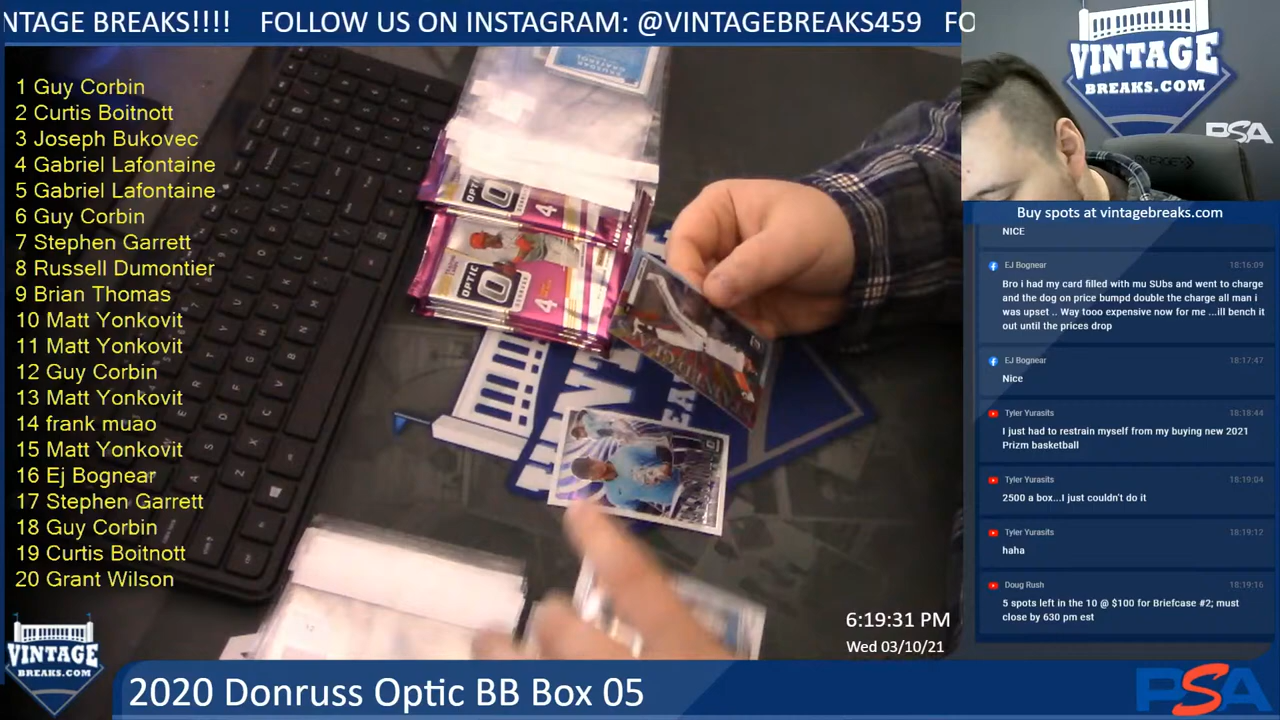 NTAGE BREAKS!!!! FOLLOW US ON INSTAGRAM: @VINTAGEBREAKS459 FO
VINTAGE
BREAKS.COM
PSA
1 Guy Corbin
2 Curtis Boitnott
3 Joseph Bukovec
4 Gabriel Lafontaine
5 Gabriel Lafontaine
6 Guy Corbin
7 Stephen Garrett
8 Russell Dumontier
9 Brian Thomas
10 Matt Yonkovit
11 Matt Yonkovit
12 Guy Corbin
13 Matt Yonkovit
14 frank muao
15 Matt Yonkovit
16 Ej Bognear
17 Stephen Garrett
18 Guy Corbin
19 Curtis Boitnott
20 Grant Wilson
OPTIC
4
OPTIC
4
Buy spots at vintagebreaks.com
NICE
EJ Bognear 18:16:09
Bro i had my card filled with mu SUbs and went to charge
and the dog on price bumpd double the charge all man i
was upset .. Way tooo expensive now for me ...ill bench it
out until the prices drop
EJ Bognear 18:17:47
Nice
Tyler Yurasits 18:18:44
I just had to restrain myself from my buying new 2021
Prizm basketball
Tyler Yurasits 18:19:04
2500 a box...I just couldn't do it
Tyler Yurasits 18:19:12
haha
Doug Rush 18:19:16
5 spots left in the 10 @ $100 for Briefcase #2; must
close by 630 pm est
6:19:31 PM
Wed 03/10/21
VINTAGE
BREAKS.COM
2020 Donruss Optic BB Box 05
PSA